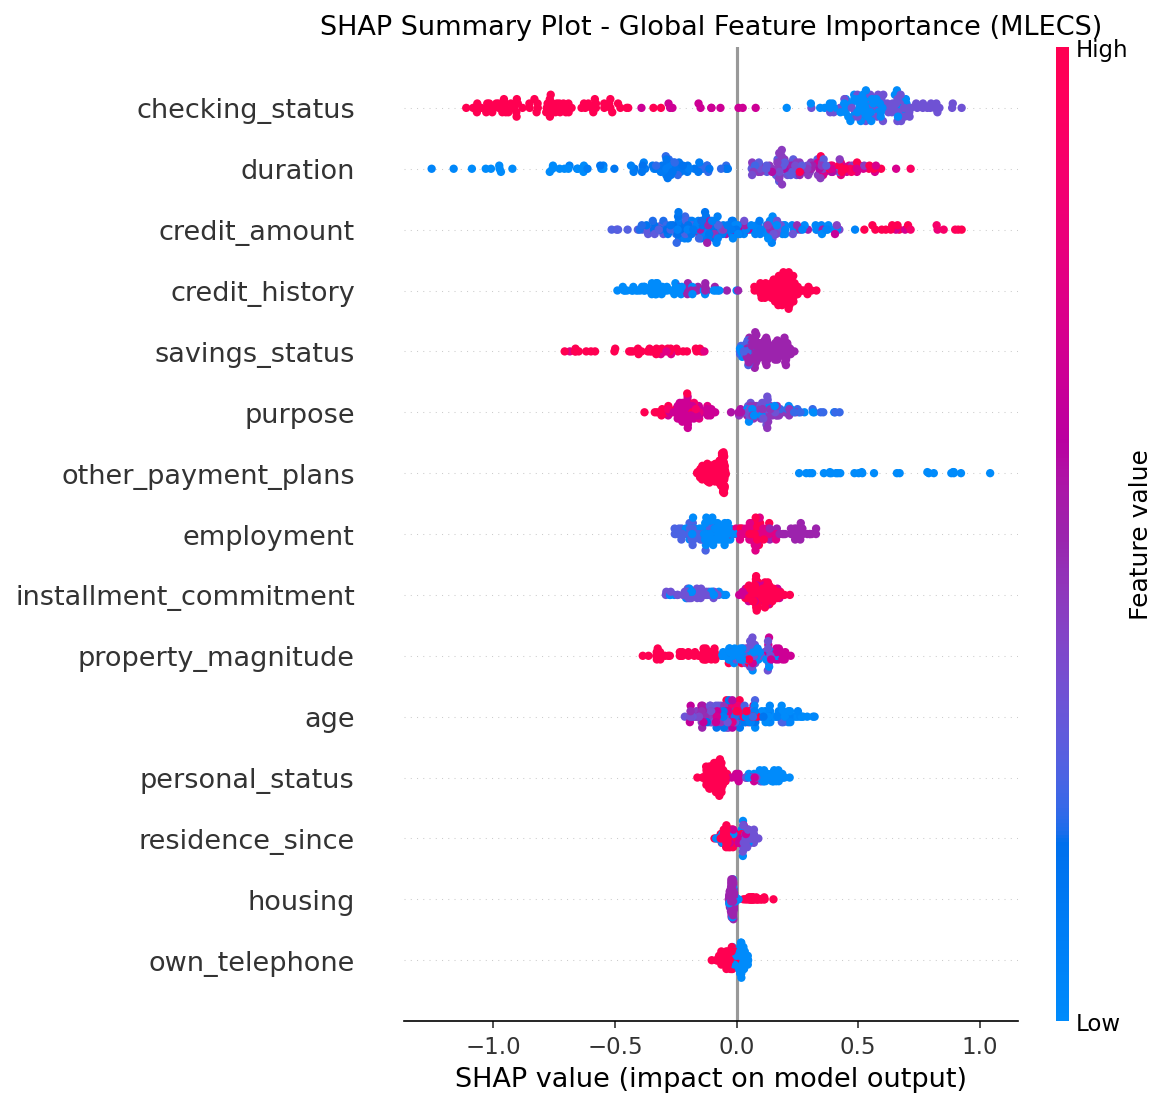 SHAP Summary Plot - Global Feature Importance (MLECS)
High
checking_status
duration
credit_amount
credit_history
savings_status
purpose
other_payment_plans
employment
installment_commitment
property_magnitude
age
personal_status
residence_since
housing
own_telephone
Feature value
Low
−1.0 −0.5 0.0 0.5 1.0
SHAP value (impact on model output)